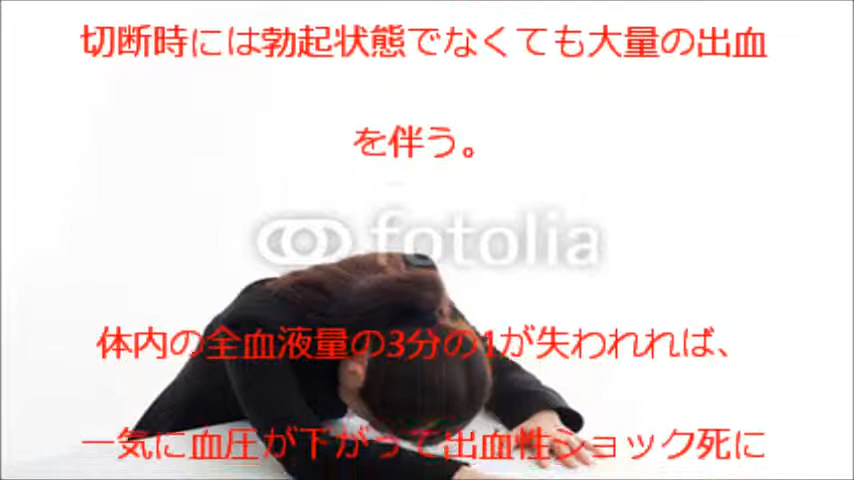 切断時には勃起状態でなくても大量の出血
を伴う。
fotolia
体内の全血液量の3分の1が失われれば、
一気に血圧が下がって出血性ショック死に